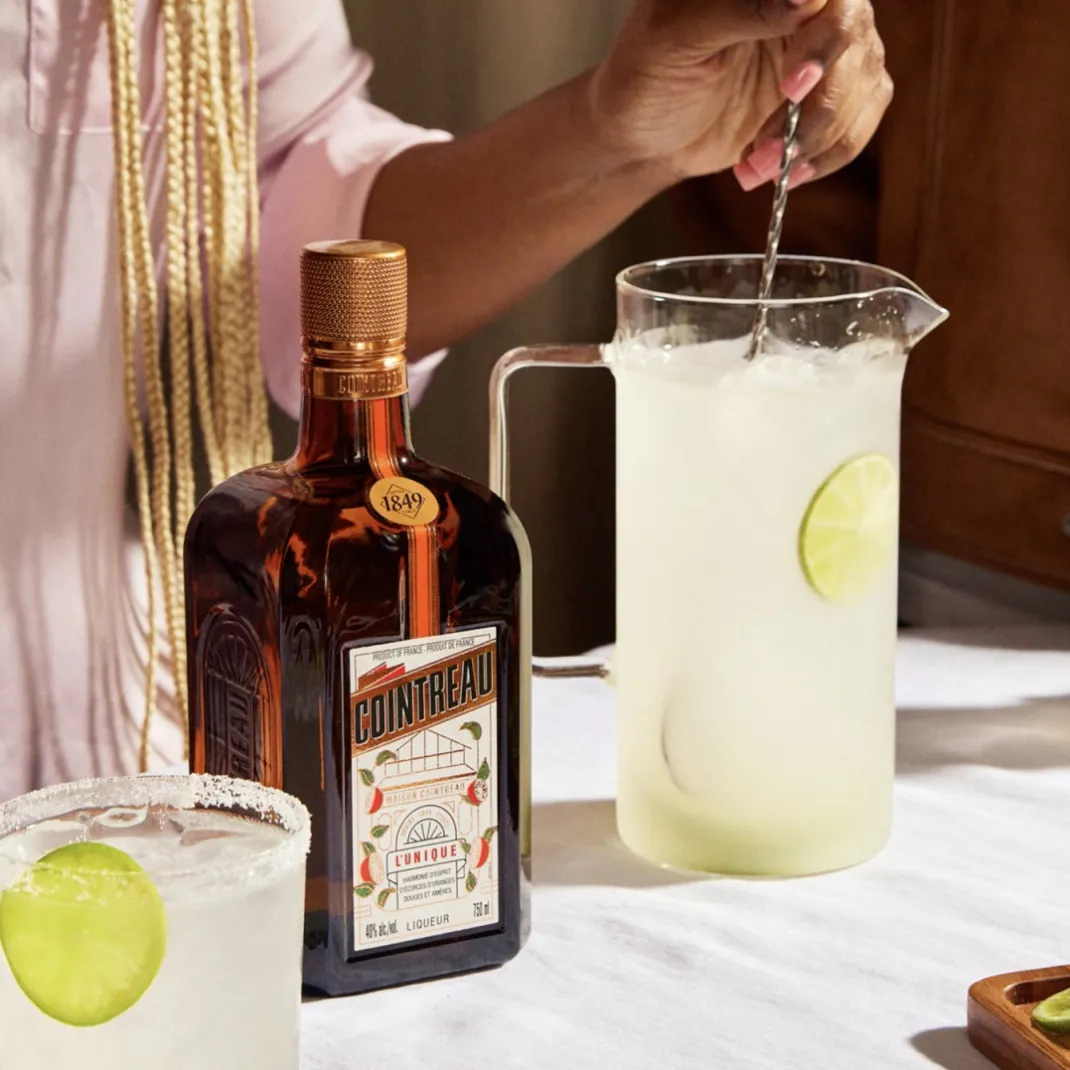 COINTREAU
1849
PRODUCT OF FRANCE - PRODUIT DE FRANCE
COINTREAU
MAISON COINTREAU
L'UNIQUE
HARMONIE D'ESPRIT
D'ÉCORCES D'ORANGES
DOUCES ET AMÈRES
40% alc./vol. LIQUEUR 750 ml